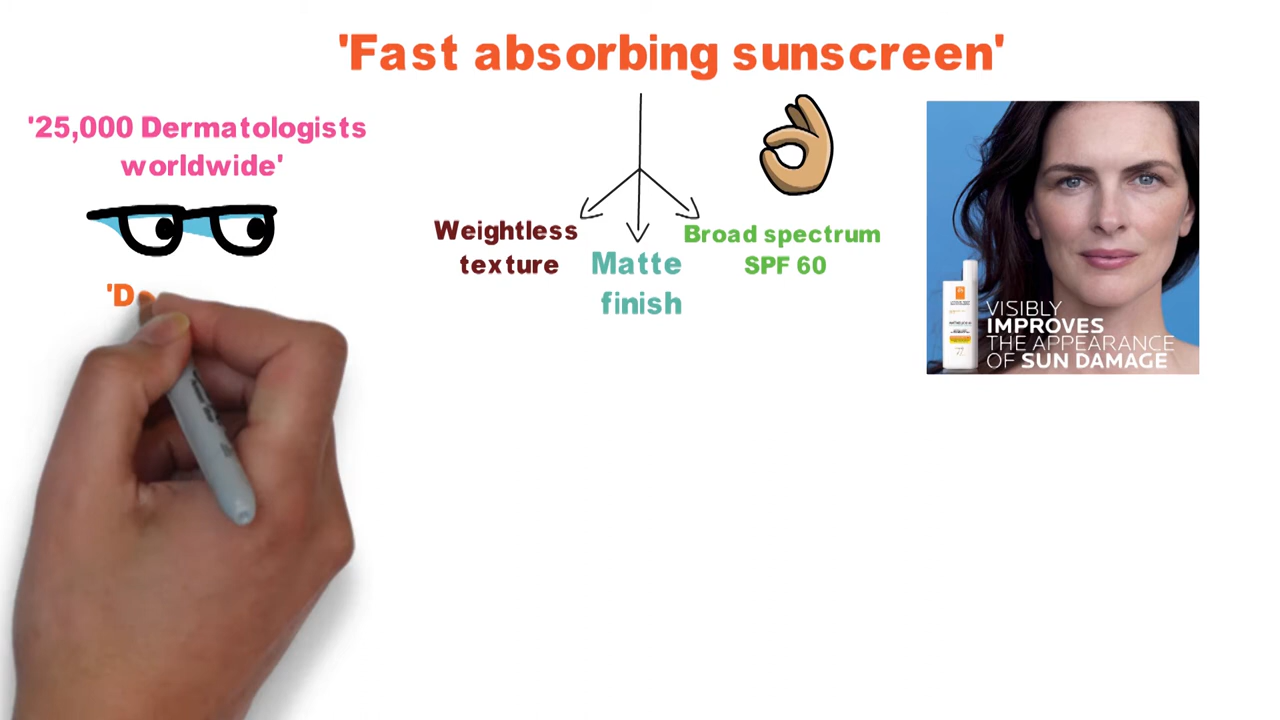 'Fast absorbing sunscreen'
'25,000 Dermatologists
worldwide'
Weightless
texture
Matte
finish
Broad spectrum
SPF 60
VISIBLY
IMPROVES
THE APPEARANCE
OF SUN DAMAGE